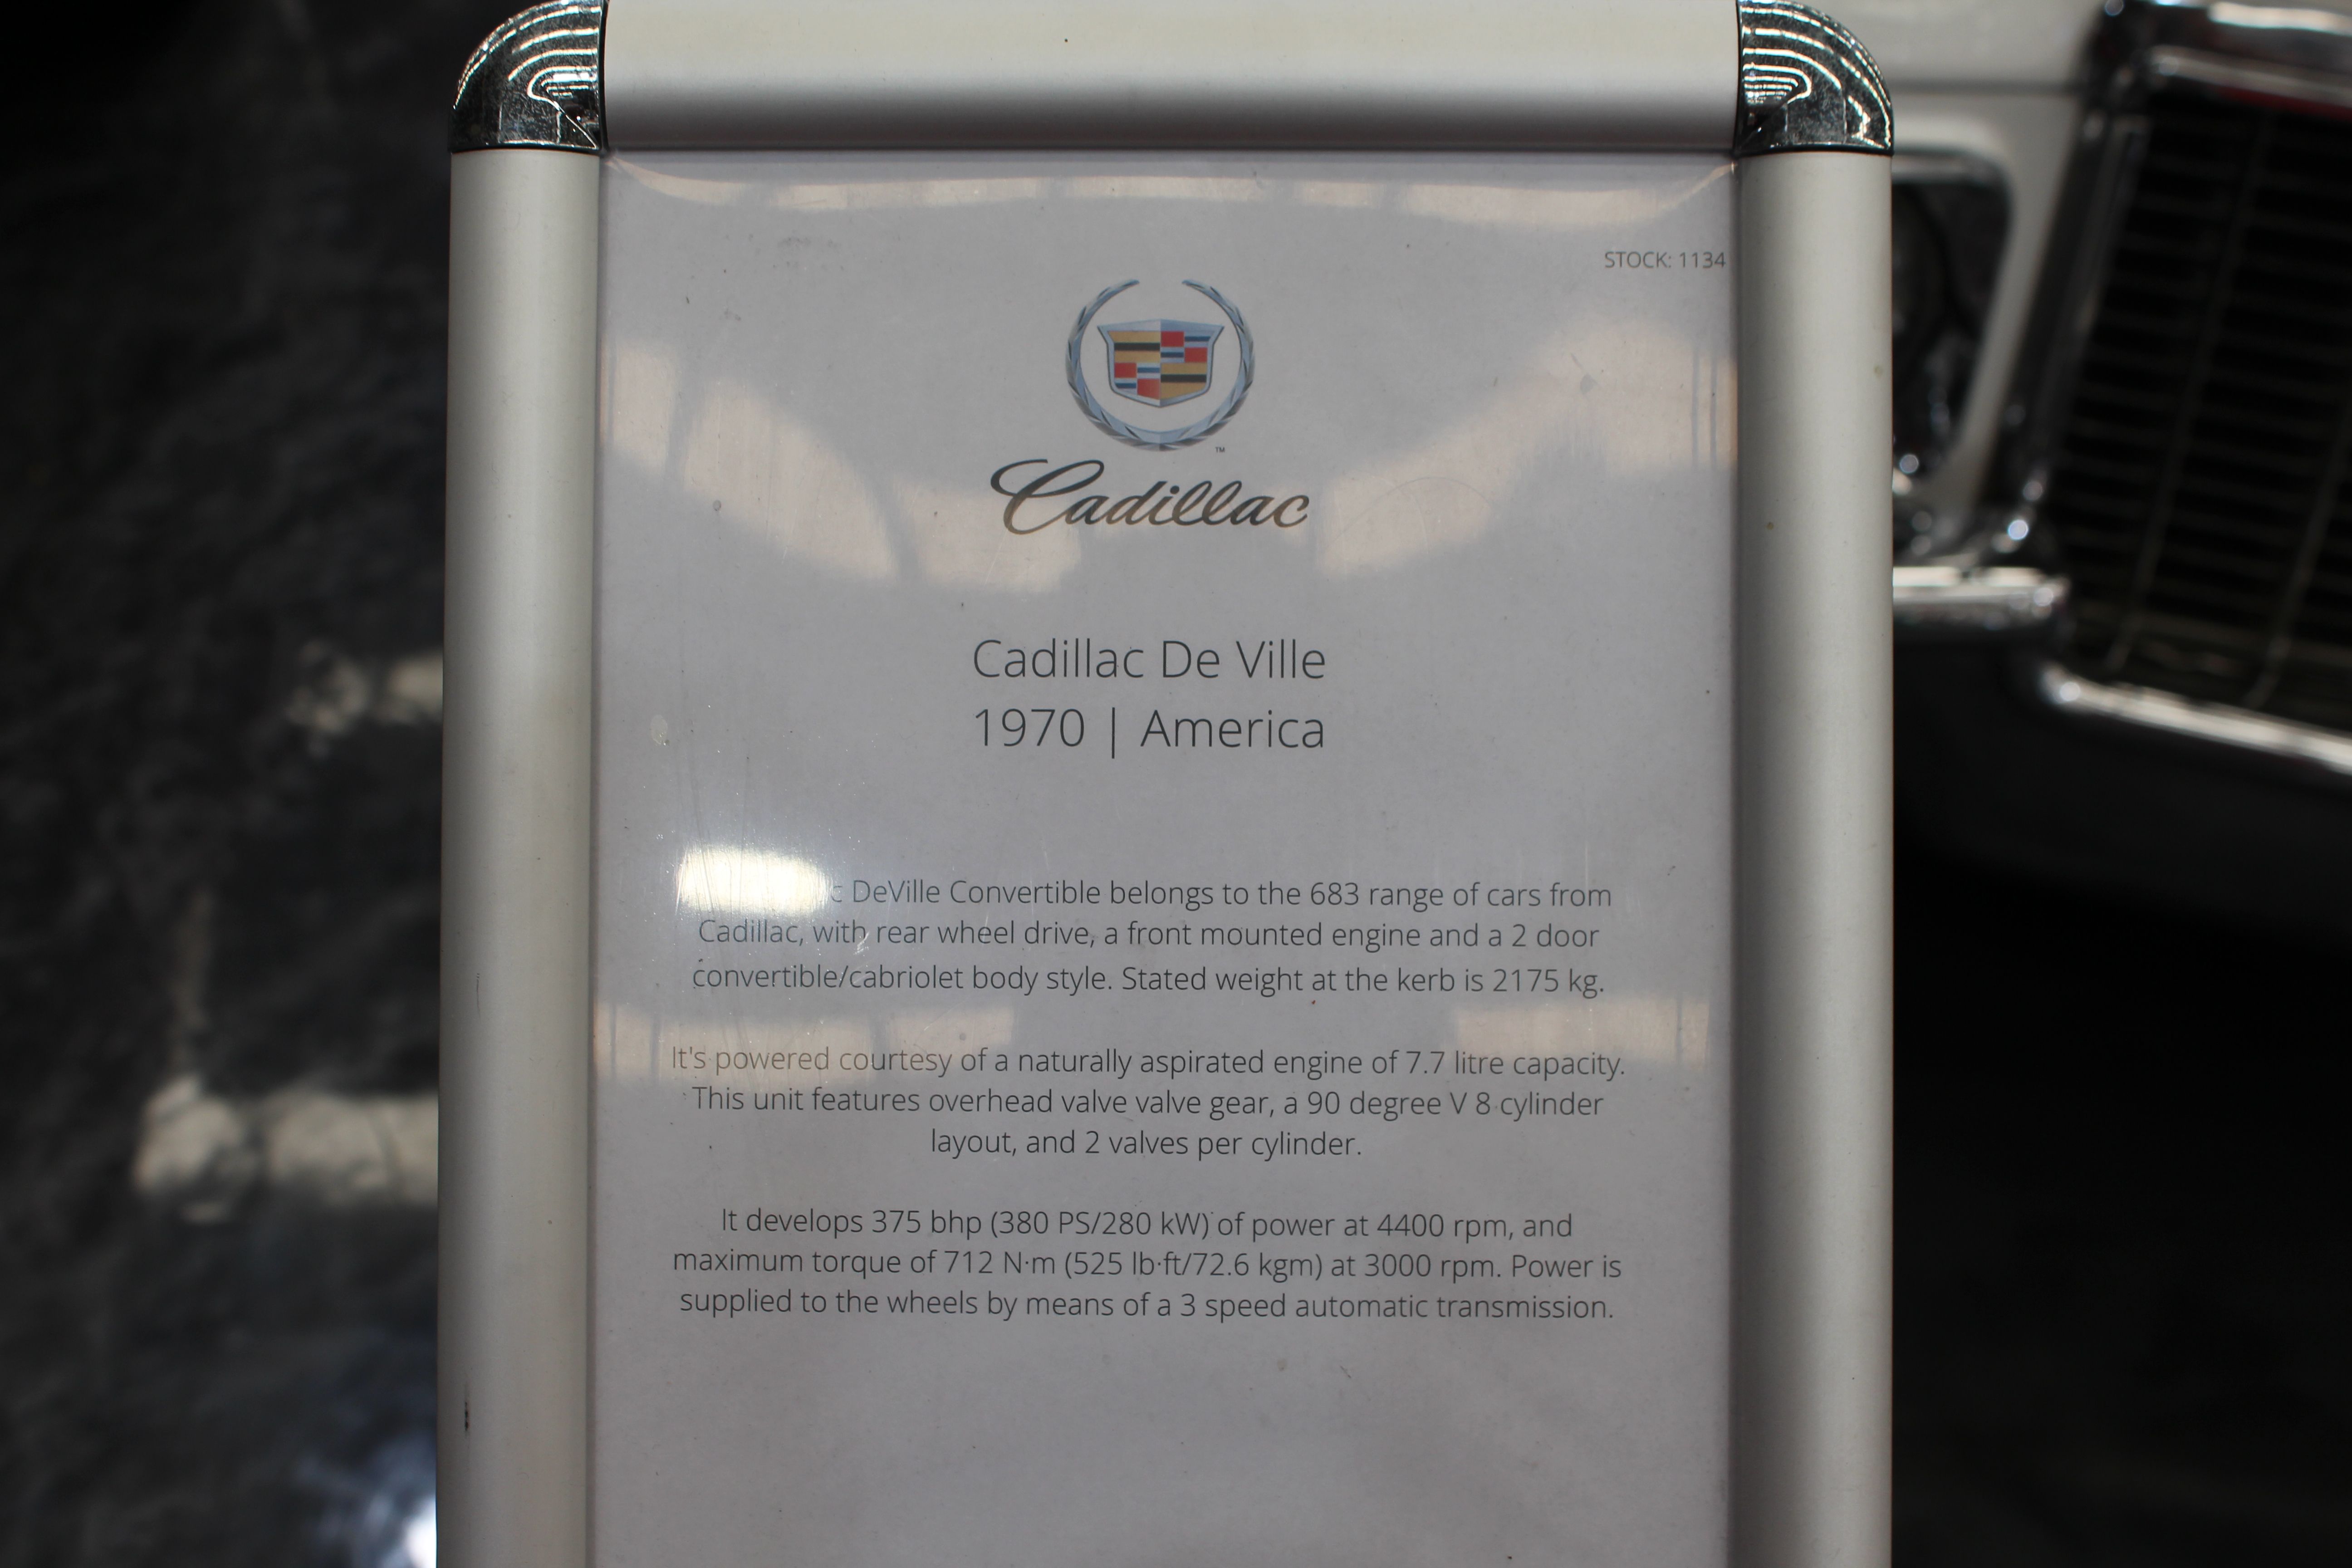 STOCK: 1134
TM
Cadillac
Cadillac De Ville
1970 | America
DeVille Convertible belongs to the 683 range of cars from
Cadillac, with rear wheel drive, a front mounted engine and a 2 door
convertible/cabriolet body style. Stated weight at the kerb is 2175 kg.
It's powered courtesy of a naturally aspirated engine of 7.7 litre capacity.
This unit features overhead valve valve gear, a 90 degree V 8 cylinder
layout, and 2 valves per cylinder.
It develops 375 bhp (380 PS/280 kW) of power at 4400 rpm, and
maximum torque of 712 N·m (525 lb·ft/72.6 kgm) at 3000 rpm. Power is
supplied to the wheels by means of a 3 speed automatic transmission.